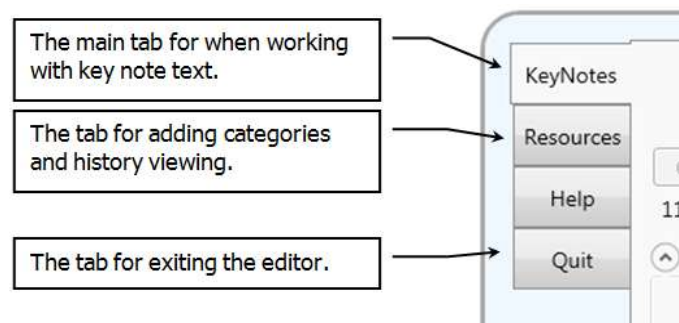 The main tab for when working
with key note text.
KeyNotes
The tab for adding categories
and history viewing.
Resources
Help
11
The tab for exiting the editor.
Quit